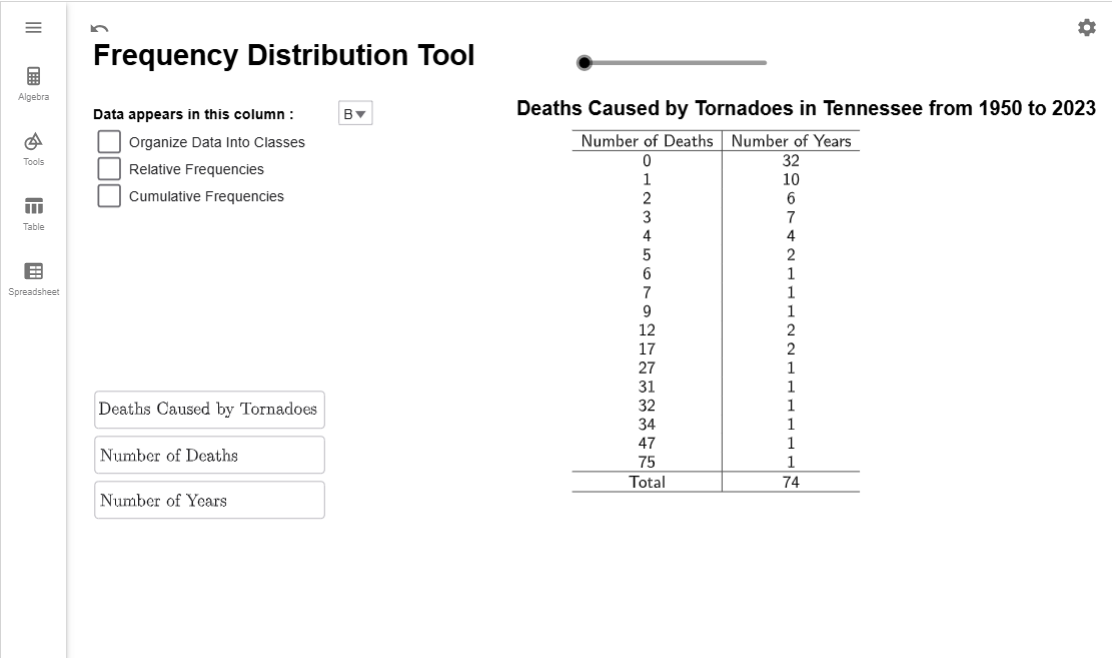 Frequency Distribution Tool
Algebra
Tools
Table
Spreadsheet
Data appears in this column : B
Organize Data Into Classes
Relative Frequencies
Cumulative Frequencies
Deaths Caused by Tornadoes
Number of Deaths
Number of Years
Deaths Caused by Tornadoes in Tennessee from 1950 to 2023
Number of Deaths Number of Years
0 32
1 10
2 6
3 7
4 4
5 2
6 1
7 1
9 1
12 2
17 2
27 1
31 1
32 1
34 1
47 1
75 1
Total 74